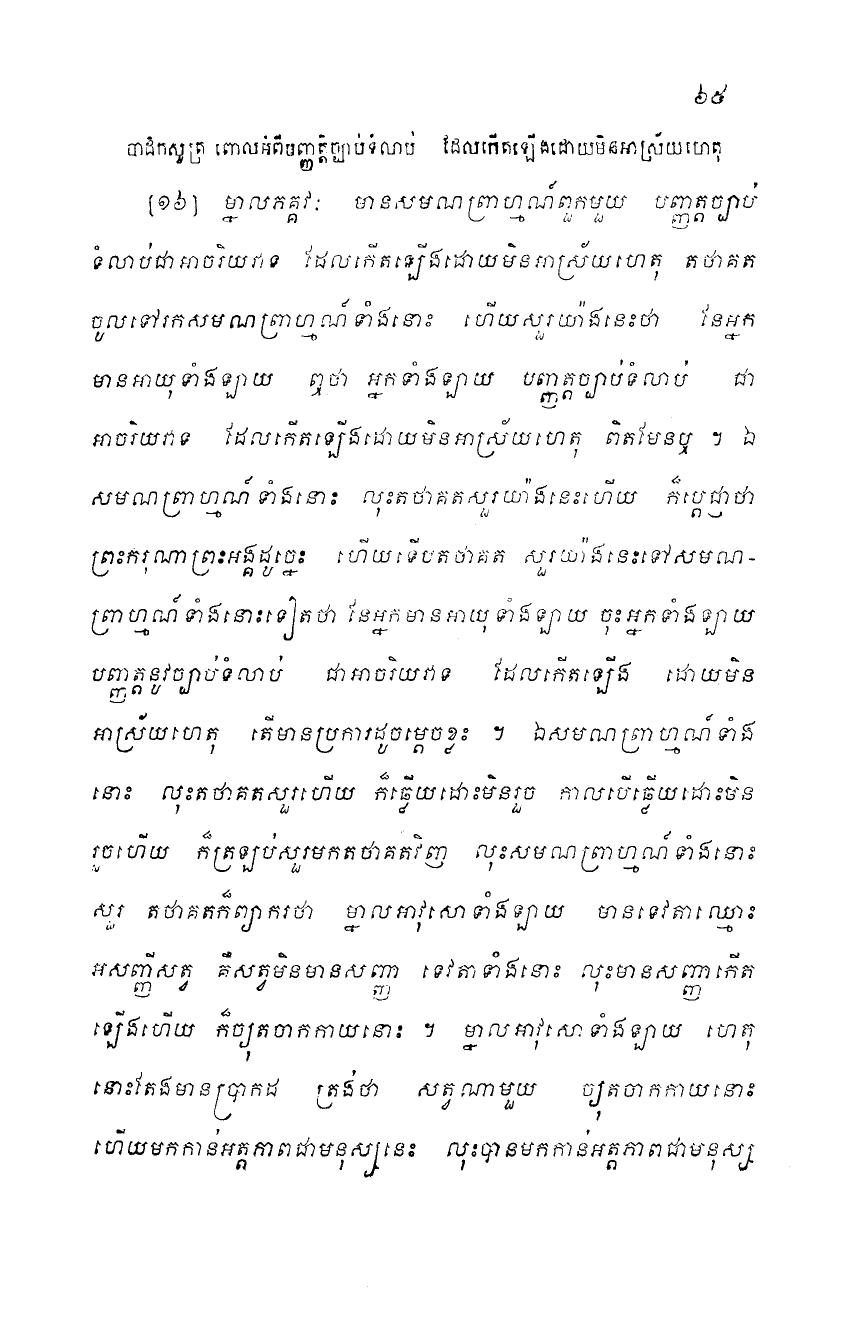 ៦៥
បាដិកសូត្រ ពោលអំពីបញ្ញត្តិច្បាប់ទំលាប់ ដែលកើតឡើងដោយមិនអាស្រ័យហេតុ
[១៦] ម្នាលភគ្គវៈ មានសមណព្រាហ្មណ៍ពួកមួយ បញ្ញត្តច្បាប់
ទំលាប់ជាអាចរិយវាទ ដែលកើតឡើងដោយមិនអាស្រ័យហេតុ តថាគត
ចូលទៅរកសមណព្រាហ្មណ៍ទាំងនោះ ហើយសួរយ៉ាងនេះថា នែអ្នក
មានអាយុទាំងឡាយ ឮថា អ្នកទាំងឡាយ បញ្ញត្តច្បាប់ទំលាប់ ជា
អាចរិយវាទ ដែលកើតឡើងដោយមិនអាស្រ័យហេតុ ពិតមែនឬ ។ ឯ
សមណព្រាហ្មណ៍ទាំងនោះ លុះតថាគតសួរយ៉ាងនេះហើយ ក៏ប្តេជ្ញាថា
ព្រះករុណាព្រះអង្គដូច្នេះ ហើយទើបតថាគត សួរយ៉ាងនេះទៅសមណ-
ព្រាហ្មណ៍ទាំងនោះទៀតថា នែអ្នកមានអាយុទាំងឡាយ ចុះអ្នកទាំងឡាយ
បញ្ញត្តនូវច្បាប់ទំលាប់ ជាអាចរិយវាទ ដែលកើតឡើង ដោយមិន
អាស្រ័យហេតុ តើមានប្រការដូចម្តេចខ្លះ ។ ឯសមណព្រាហ្មណ៍ទាំង
នោះ លុះតថាគតសួរហើយ ក៏ធ្វើយដោះមិនរួច កាលបើធ្វើយដោះមិន
រួចហើយ ក៏ត្រឡប់សួរមកតថាគតវិញ លុះសមណព្រាហ្មណ៍ទាំងនោះ
សួរ តថាគតក៏ព្យាករថា ម្នាលអាវុសោទាំងឡាយ មានទេវតាឈ្មោះ
អសញ្ញីសត្វ គឺសត្វមិនមានសញ្ញា ទេវតាទាំងនោះ លុះមានសញ្ញាកើត
ឡើងហើយ ក៏ច្យុតចាកកាយនោះ ។ ម្នាលអាវុសោទាំងឡាយ ហេតុ
នោះតែងមានប្រាកដ ត្រង់ថា សត្វណាមួយ ច្យុតចាកកាយនោះ
ហើយមកកាន់អត្តភាពជាមនុស្សនេះ លុះបានមកកាន់អត្តភាពជាមនុស្ស